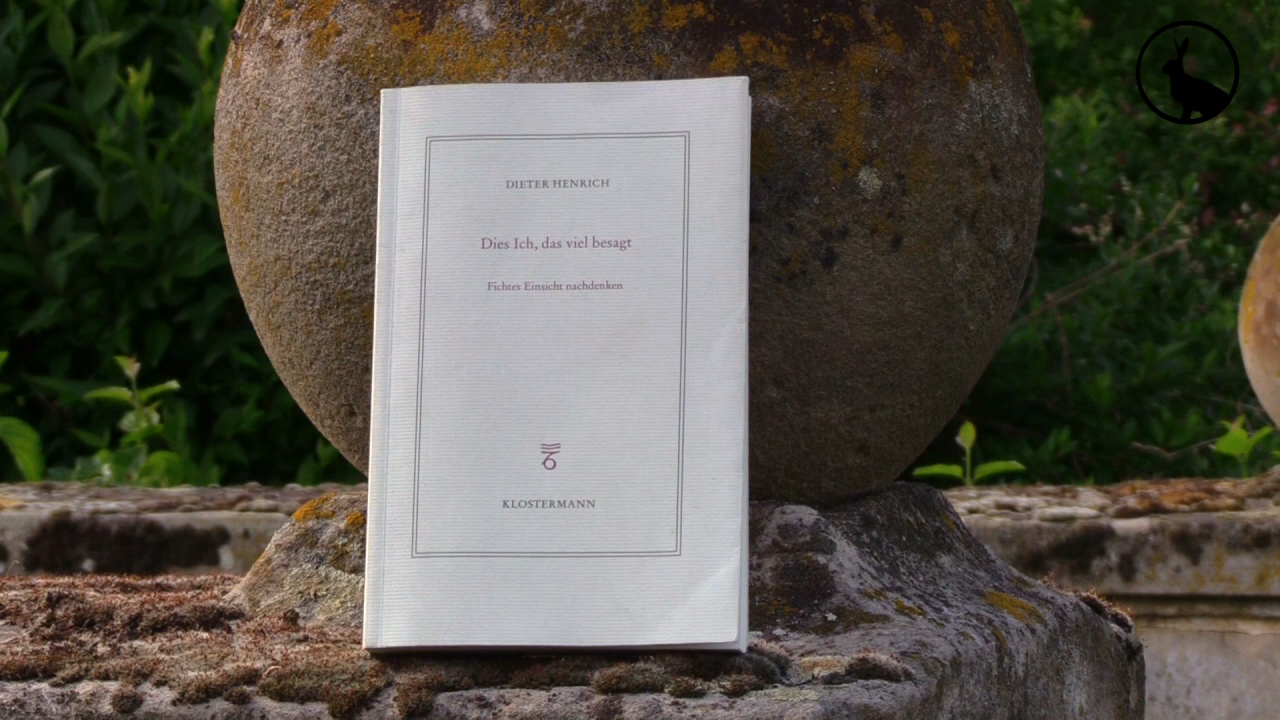 DIETER HENRICH
Dies Ich, das viel besagt
Fichtes Einsicht nachdenken
KLOSTERMANN